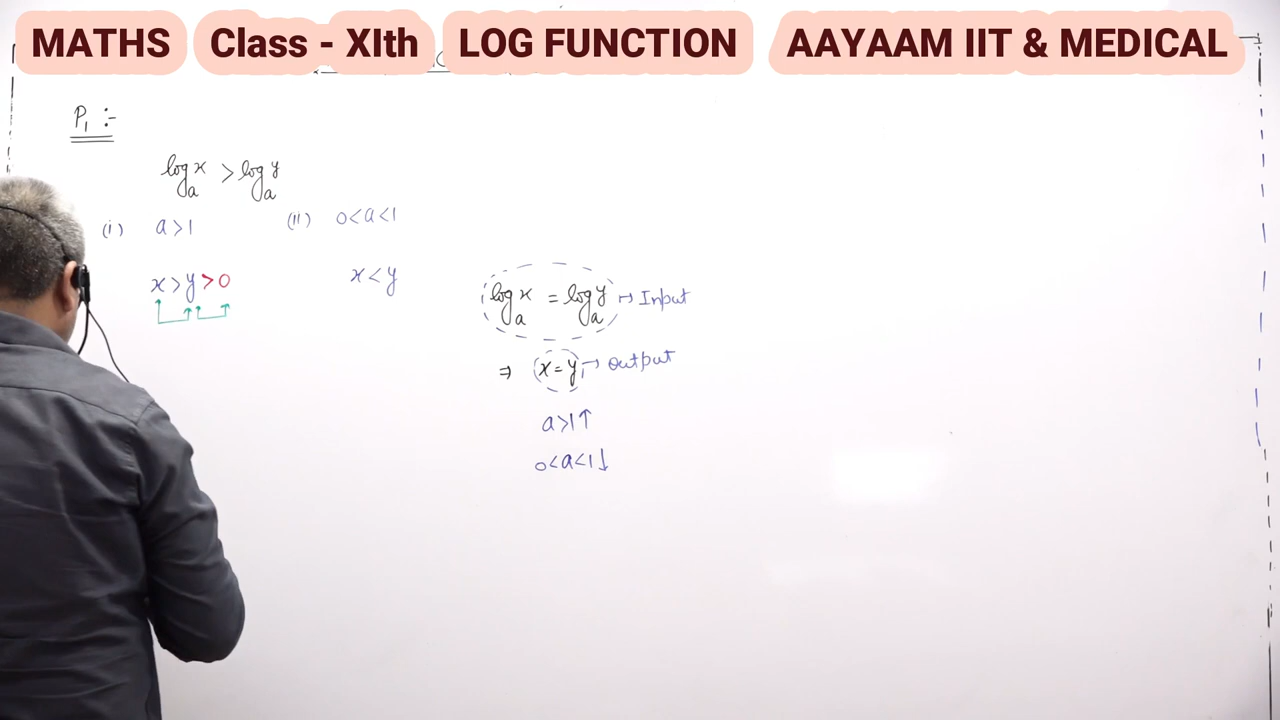 MATHS Class - XIth LOG FUNCTION AAYAAM IIT & MEDICAL
P₁ :-
logₐx > logₐy
(i) a>1 (ii) 0<a<1
x>y>0 x<y
logₐx = logₐy → Input
⇒ x=y, → output
a>1↑
0<a<1↓